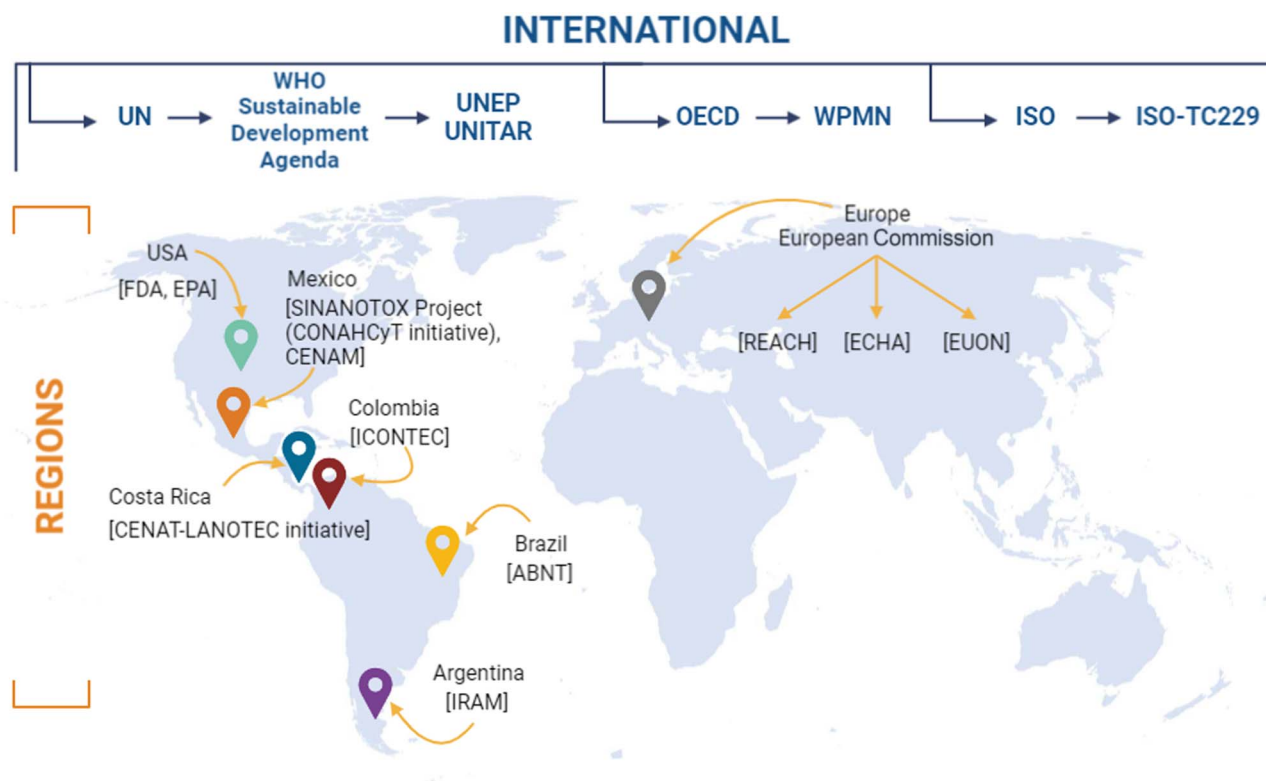 INTERNATIONAL
UN
WHO
Sustainable
Development
Agenda
UNEP
UNITAR
OECD
WPMN
ISO
ISO-TC229
REGIONS
USA
[FDA, EPA]
Mexico
[SINANOTOX Project
(CONAHCyT initiative),
CENAM]
Colombia
[ICONTEC]
Costa Rica
[CENAT-LANOTEC initiative]
Brazil
[ABNT]
Argentina
[IRAM]
Europe
European Commission
[REACH]
[ECHA]
[EUON]